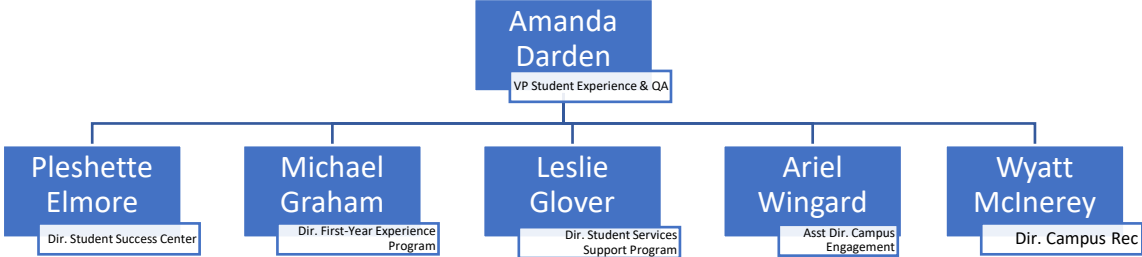 Amanda
Darden
VP Student Experience & QA
Pleshette
Elmore
Dir. Student Success Center
Michael
Graham
Dir. First-Year Experience
Program
Leslie
Glover
Dir. Student Services
Support Program
Ariel
Wingard
Asst Dir. Campus
Engagement
Wyatt
McInerey
Dir. Campus Rec